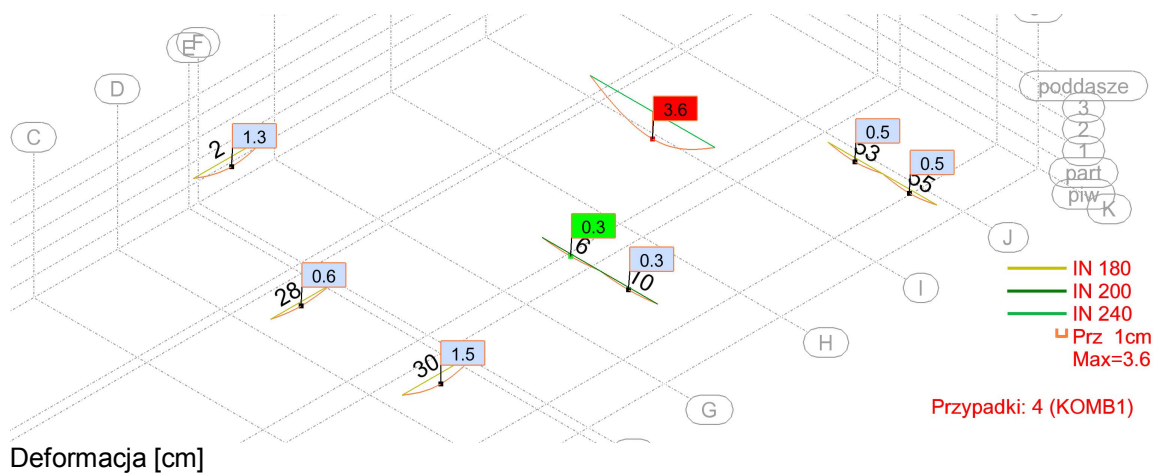 E
F
D
C
2
1.3
3.6
0.5
53
0.5
55
poddasze
3
2
1
part
piw
K
J
0.3
6
0.3
10
I
28
0.6
H
30
1.5
G
IN 180
IN 200
IN 240
Prz 1cm
Max=3.6
Przypadki: 4 (KOMB1)
Deformacja [cm]